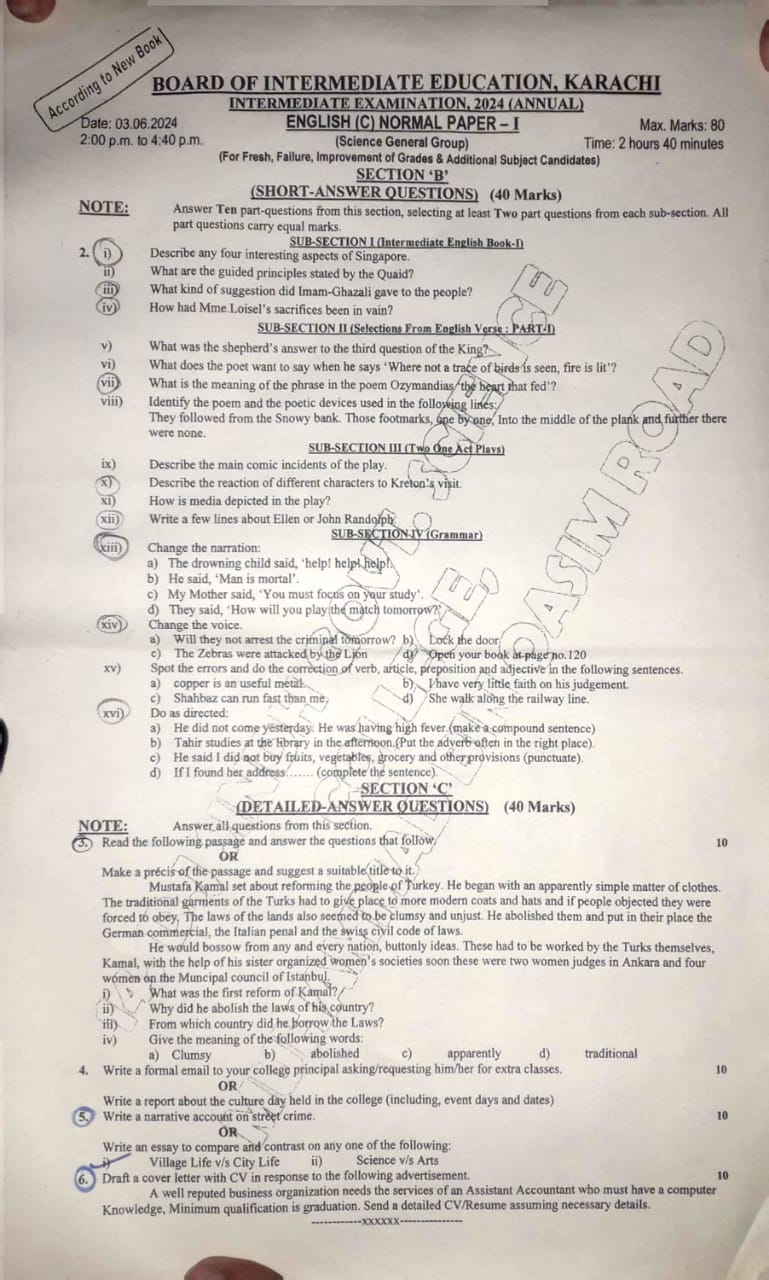 According to New Book
BOARD OF INTERMEDIATE EDUCATION, KARACHI
INTERMEDIATE EXAMINATION, 2024 (ANNUAL)
Date: 03.06.2024 ENGLISH (C) NORMAL PAPER – I Max. Marks: 80
2:00 p.m. to 4:40 p.m. (Science General Group) Time: 2 hours 40 minutes
(For Fresh, Failure, Improvement of Grades & Additional Subject Candidates)
SECTION ‘B’
(SHORT-ANSWER QUESTIONS) (40 Marks)
NOTE: Answer Ten part-questions from this section, selecting at least Two part questions from each sub-section. All
part questions carry equal marks.
SUB-SECTION I (Intermediate English Book-I)
2. i) Describe any four interesting aspects of Singapore.
ii) What are the guided principles stated by the Quaid?
iii) What kind of suggestion did Imam-Ghazali gave to the people?
iv) How had Mme.Loisel’s sacrifices been in vain?
SUB-SECTION II (Selections From English Verse : PART-I)
v) What was the shepherd’s answer to the third question of the King?
vi) What does the poet want to say when he says ‘Where not a trace of birds is seen, fire is lit’?
vii) What is the meaning of the phrase in the poem Ozymandias ‘the heart that fed’?
viii) Identify the poem and the poetic devices used in the following lines:
They followed from the Snowy bank. Those footmarks, one by one, Into the middle of the plank and further there
were none.
SUB-SECTION III (Two One Act Plays)
ix) Describe the main comic incidents of the play.
x) Describe the reaction of different characters to Kreton’s visit.
xi) How is media depicted in the play?
xii) Write a few lines about Ellen or John Randolph.
SUB-SECTION IV (Grammar)
xiii) Change the narration:
a) The drowning child said, ‘help! help! help!.
b) He said, ‘Man is mortal’.
c) My Mother said, ‘You must focus on your study’.
d) They said, ‘How will you play the match tomorrow?’
xiv) Change the voice.
a) Will they not arrest the criminal tomorrow? b) Lock the door
c) The Zebras were attacked by the Lion d) Open your book at page no.120
xv) Spot the errors and do the correction of verb, article, preposition and adjective in the following sentences.
a) copper is an useful metal. b) I have very little faith on his judgement.
c) Shahbaz can run fast than me. d) She walk along the railway line.
xvi) Do as directed:
a) He did not come yesterday. He was having high fever.(make a compound sentence)
b) Tahir studies at the library in the afternoon.(Put the adverb often in the right place).
c) He said I did not buy fruits, vegetables, grocery and other provisions (punctuate).
d) If I found her address....... (complete the sentence).
SECTION ‘C’
(DETAILED-ANSWER QUESTIONS) (40 Marks)
NOTE: Answer all questions from this section.
3. Read the following passage and answer the questions that follow. 10
OR
Make a précis of the passage and suggest a suitable title to it.
Mustafa Kamal set about reforming the people of Turkey. He began with an apparently simple matter of clothes.
The traditional garments of the Turks had to give place to more modern coats and hats and if people objected they were
forced to obey. The laws of the lands also seemed to be clumsy and unjust. He abolished them and put in their place the
German commercial, the Italian penal and the swiss civil code of laws.
He would bossow from any and every nation, buttonly ideas. These had to be worked by the Turks themselves,
Kamal, with the help of his sister organized women’s societies soon these were two women judges in Ankara and four
women on the Muncipal council of Istanbul.
i) What was the first reform of Kamal?
ii) Why did he abolish the laws of his country?
iii) From which country did he borrow the Laws?
iv) Give the meaning of the following words:
a) Clumsy b) abolished c) apparently d) traditional
4. Write a formal email to your college principal asking/requesting him/her for extra classes. 10
OR
Write a report about the culture day held in the college (including, event days and dates)
5. Write a narrative account on street crime. 10
OR
Write an essay to compare and contrast on any one of the following:
i) Village Life v/s City Life ii) Science v/s Arts
6. Draft a cover letter with CV in response to the following advertisement. 10
A well reputed business organization needs the services of an Assistant Accountant who must have a computer
Knowledge, Minimum qualification is graduation. Send a detailed CV/Resume assuming necessary details.
------------xxxxxx---------------